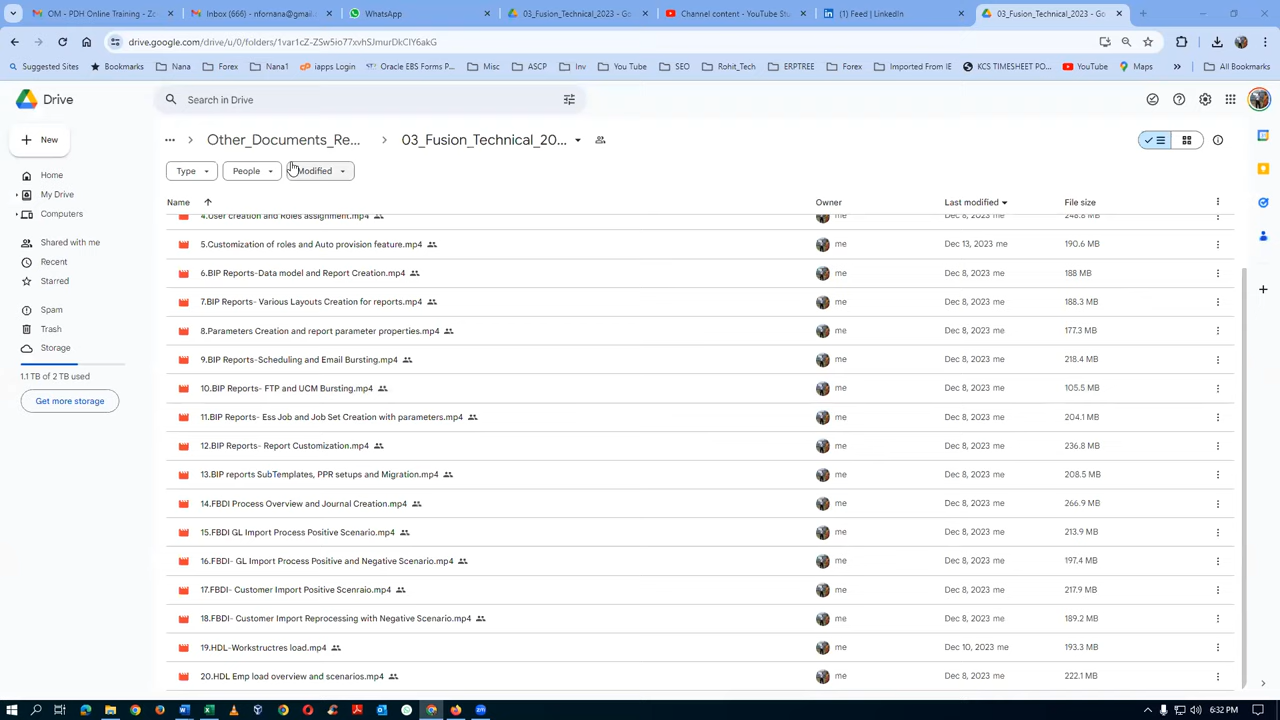 OM – PDH Online Training - Z
Inbox (666) - nfornana@gmail
WhatsApp
03_Fusion_Technical_2023 - Go
Channel content - YouTube Stu
(1) Feed | LinkedIn
03_Fusion_Technical_2023 - Go
drive.google.com/drive/u/0/folders/1var1cZ-ZSw5io77xvhSJmurDkCIY6akG
Suggested Sites
Bookmarks
Nana
Forex
Nana1
iapps Login
Oracle EBS Forms P...
Misc
ASCP
Inv
You Tube
SEO
Rohit_Tech
ERPTREE
Forex
Imported From IE
KCS TIMESHEET PO...
YouTube
Maps
All Bookmarks
Drive
Search in Drive
New
Other_Documents_Re...
03_Fusion_Technical_20...
Type
People
Modified
Home
My Drive
Computers
Shared with me
Recent
Starred
Spam
Trash
Storage
1.1 TB of 2 TB used
Get more storage
Name Owner Last modified File size
4.User creation and Roles assignment.mp4 me Dec 8, 2023 me 248.8 MB
5.Customization of roles and Auto provision feature.mp4 me Dec 13, 2023 me 190.6 MB
6.BIP Reports-Data model and Report Creation.mp4 me Dec 8, 2023 me 188 MB
7.BIP Reports- Various Layouts Creation for reports.mp4 me Dec 8, 2023 me 188.3 MB
8.Parameters Creation and report parameter properties.mp4 me Dec 8, 2023 me 177.3 MB
9.BIP Reports-Scheduling and Email Bursting.mp4 me Dec 8, 2023 me 218.4 MB
10.BIP Reports- FTP and UCM Bursting.mp4 me Dec 8, 2023 me 105.5 MB
11.BIP Reports- Ess Job and Job Set Creation with parameters.mp4 me Dec 8, 2023 me 204.1 MB
12.BIP Reports- Report Customization.mp4 me Dec 8, 2023 me 236.8 MB
13.BIP reports SubTemplates, PPR setups and Migration.mp4 me Dec 8, 2023 me 208.5 MB
14.FBDI Process Overview and Journal Creation.mp4 me Dec 8, 2023 me 266.9 MB
15.FBDI GL Import Process Positive Scenario.mp4 me Dec 8, 2023 me 213.9 MB
16.FBDI- GL Import Process Positive and Negative Scenario.mp4 me Dec 8, 2023 me 197.4 MB
17.FBDI- Customer Import Positive Scenraio.mp4 me Dec 8, 2023 me 217.9 MB
18.FBDI- Customer Import Reprocessing with Negative Scenario.mp4 me Dec 8, 2023 me 189.2 MB
19.HDL-Workstructres load.mp4 me Dec 10, 2023 me 193.3 MB
20.HDL Emp load overview and scenarios.mp4 me Dec 8, 2023 me 222.1 MB
6:32 PM